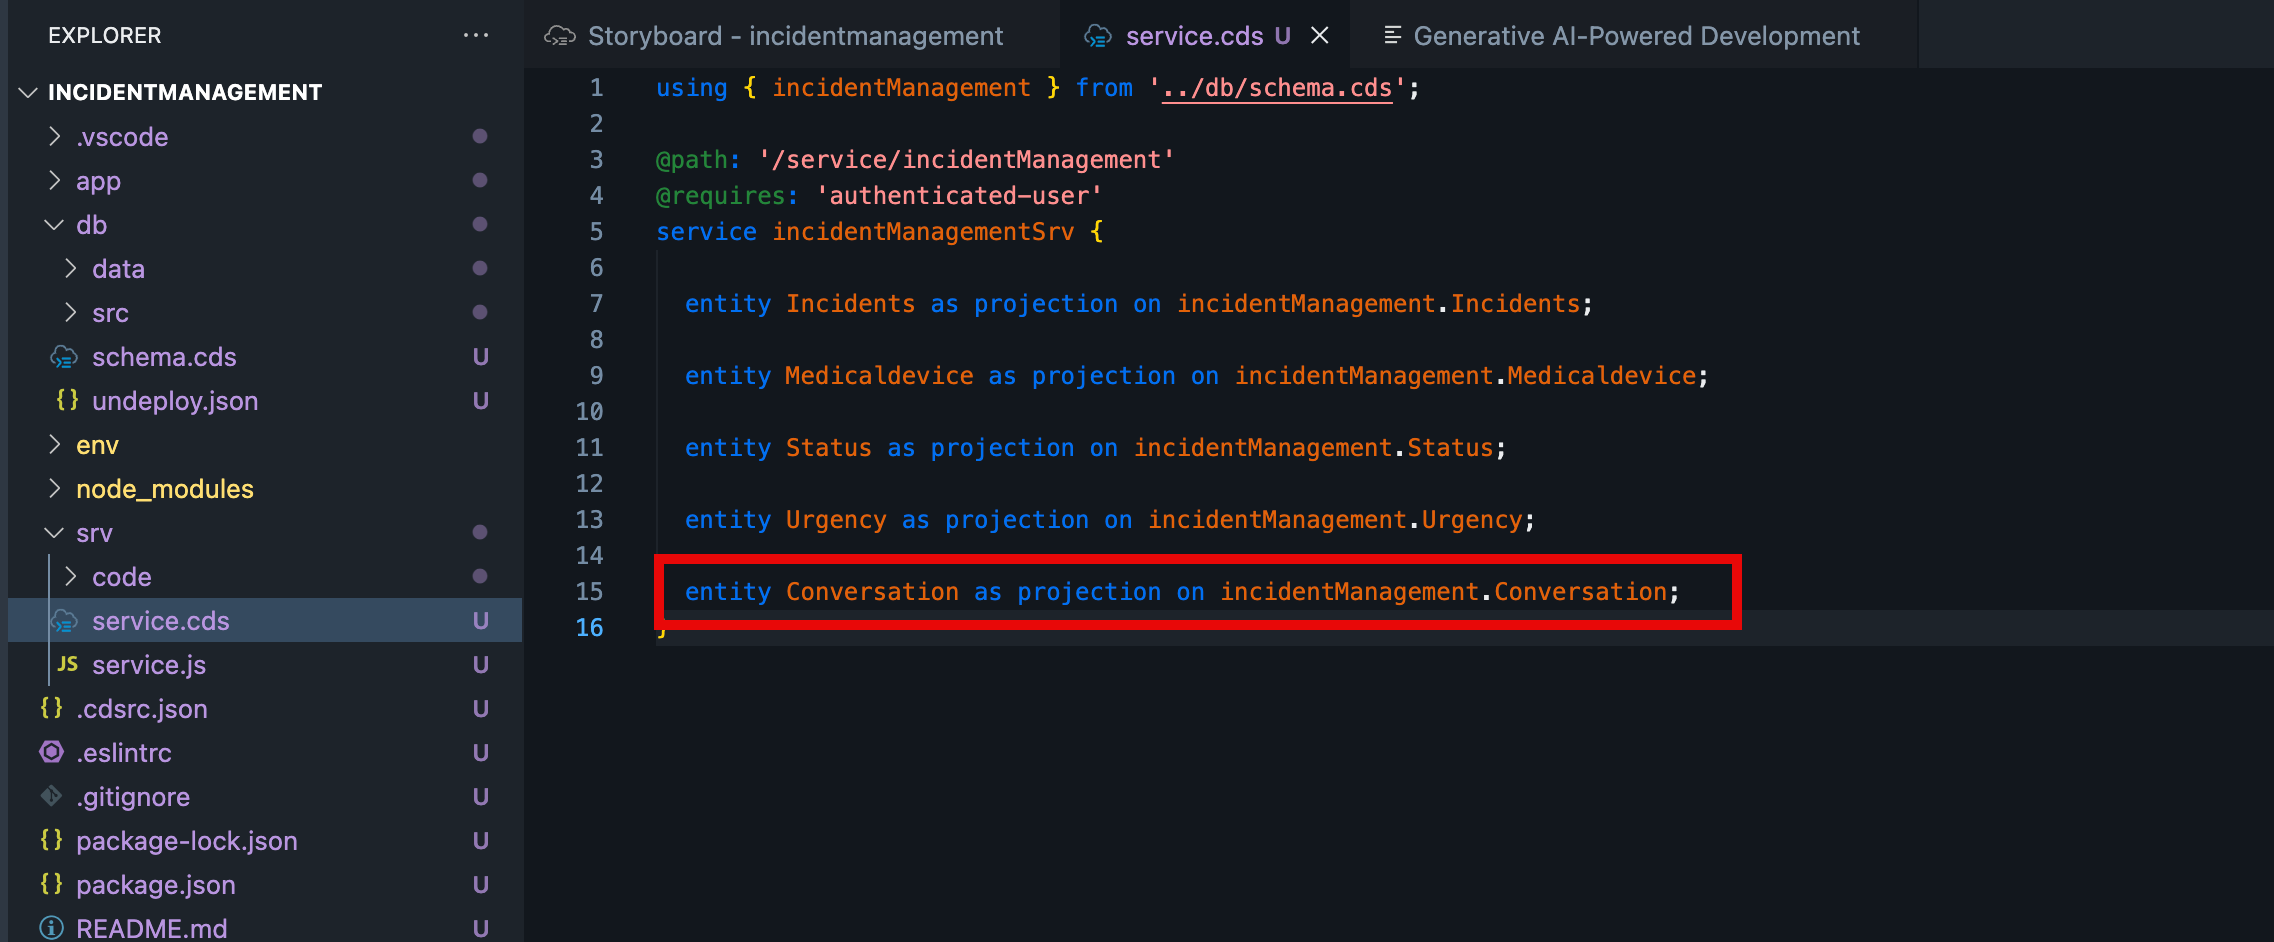 EXPLORER
INCIDENTMANAGEMENT
.vscode
app
db
data
src
schema.cds U
undeploy.json U
env
node_modules
srv
code
service.cds U
JS service.js U
.cdsrc.json U
.eslintrc U
.gitignore U
package-lock.json U
package.json U
README.md U
Storyboard - incidentmanagement
service.cds U
Generative AI-Powered Development
1 using { incidentManagement } from '../db/schema.cds';
2
3 @path: '/service/incidentManagement'
4 @requires: 'authenticated-user'
5 service incidentManagementSrv {
6
7 entity Incidents as projection on incidentManagement.Incidents;
8
9 entity Medicaldevice as projection on incidentManagement.Medicaldevice;
10
11 entity Status as projection on incidentManagement.Status;
12
13 entity Urgency as projection on incidentManagement.Urgency;
14
15 entity Conversation as projection on incidentManagement.Conversation;
16 }